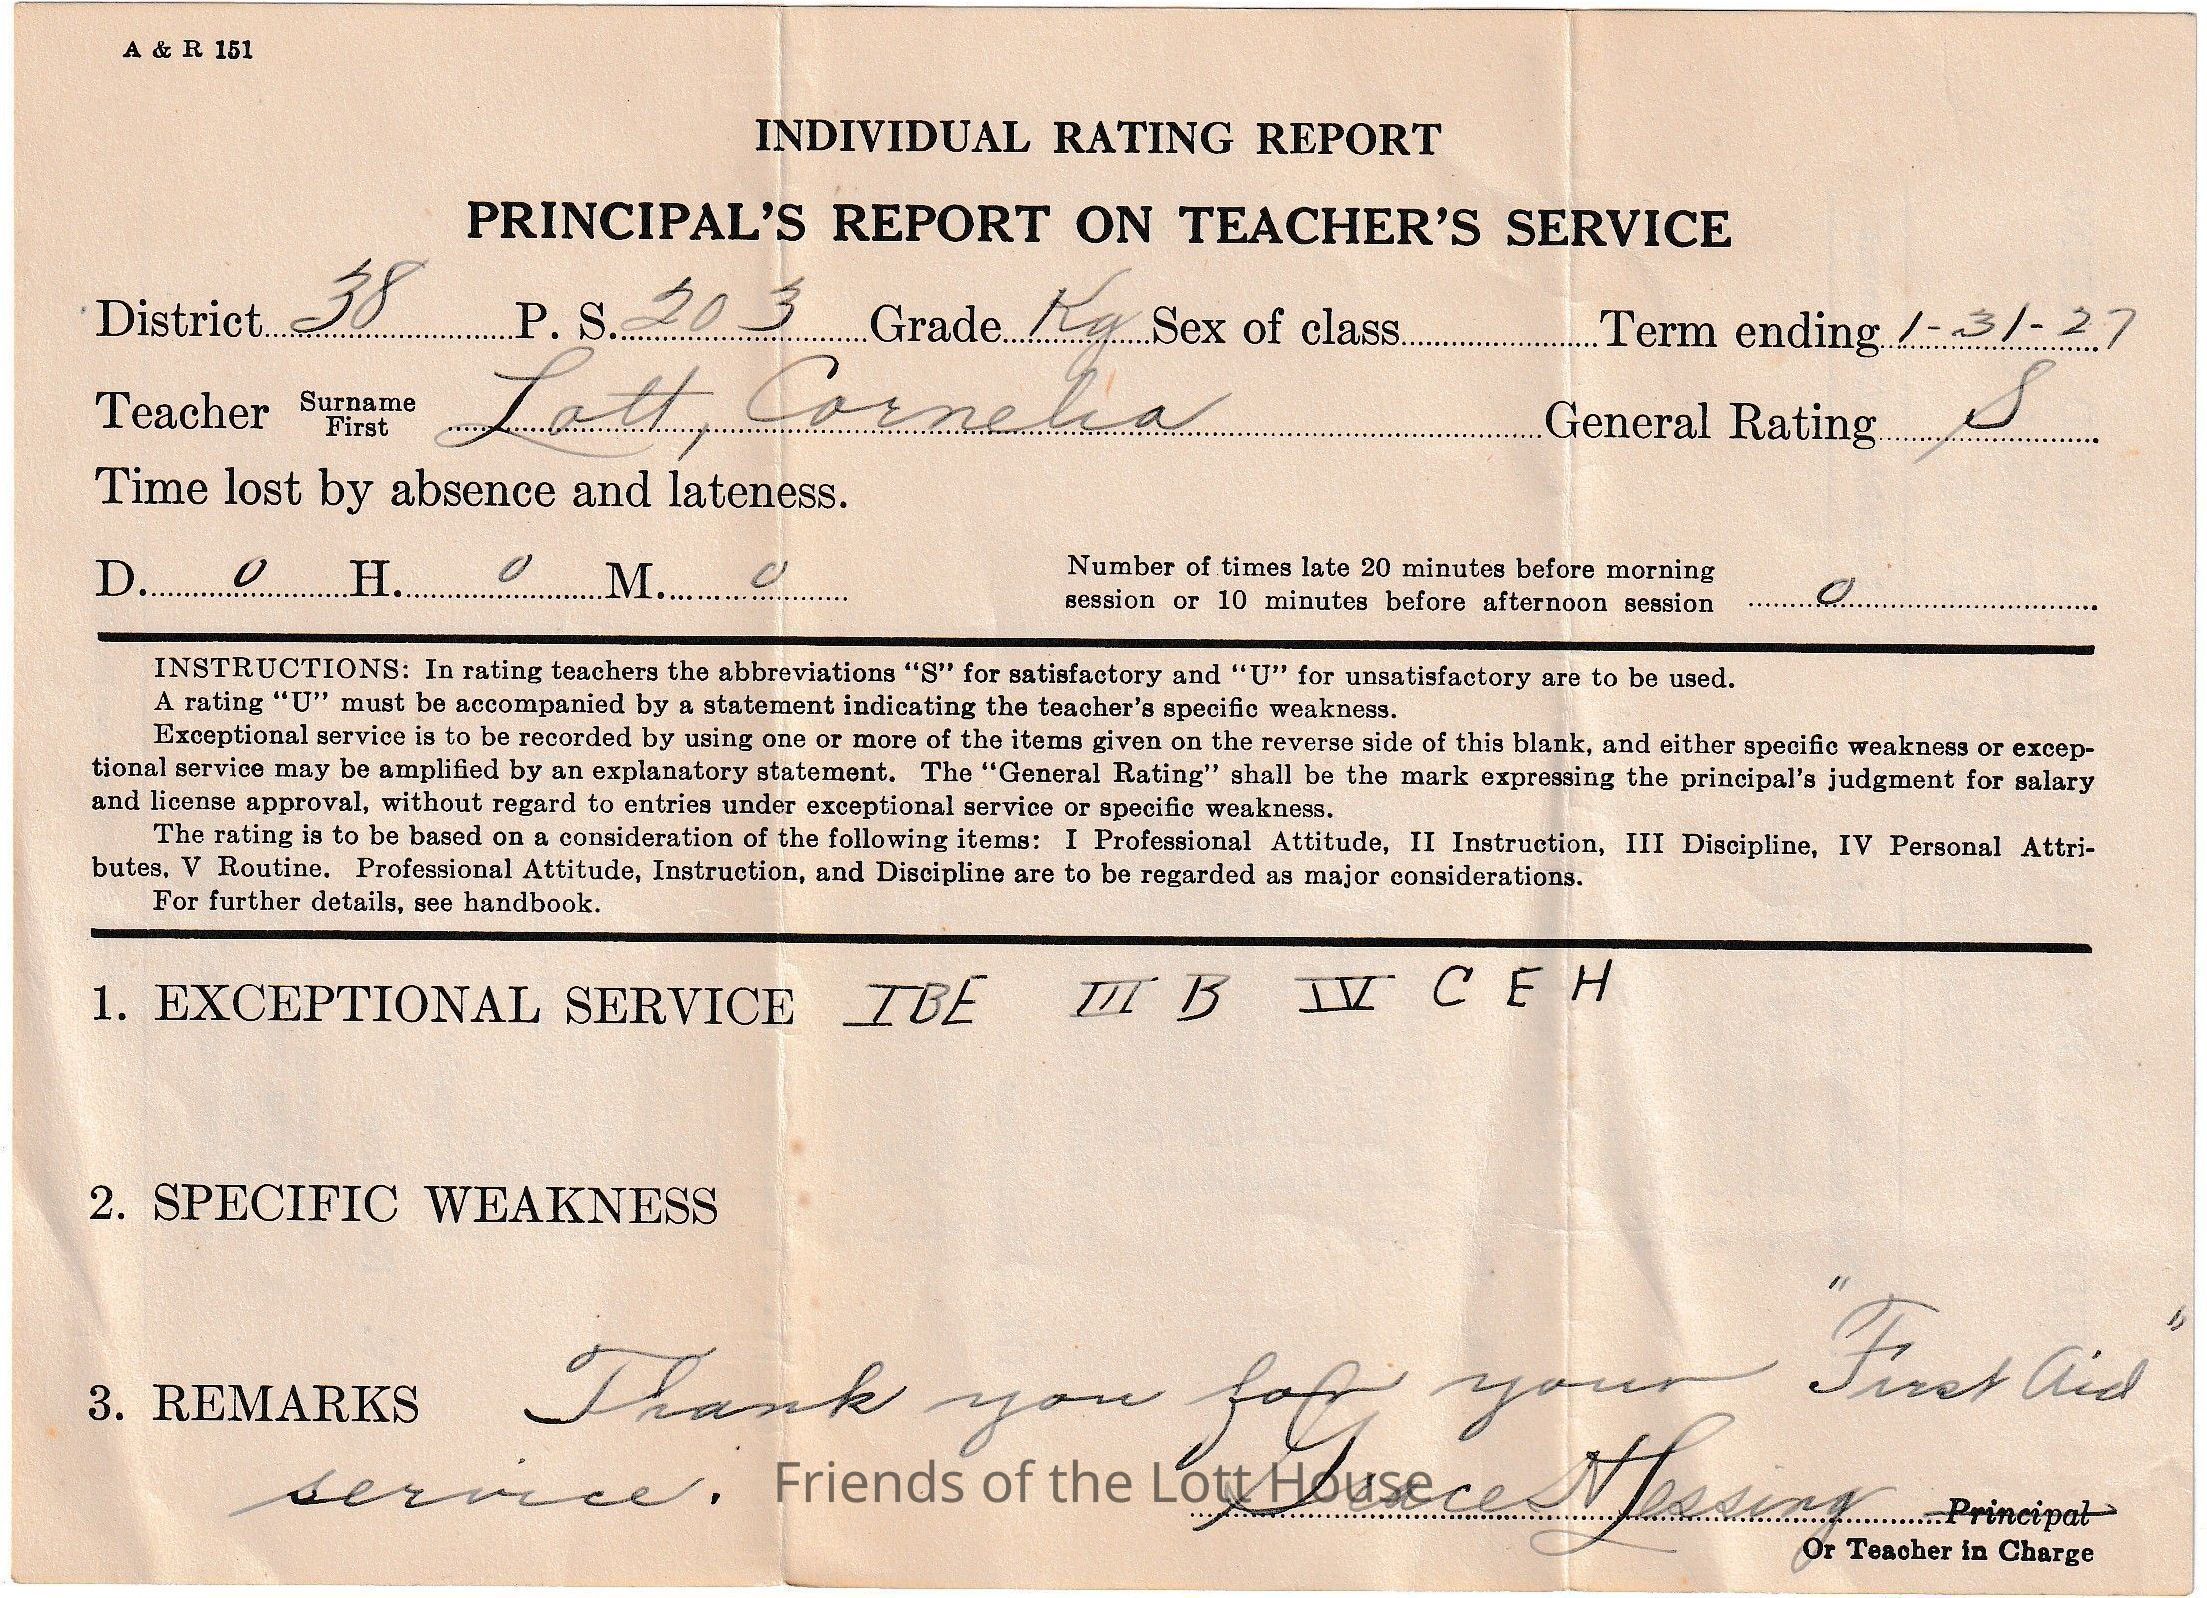 A & R 151
INDIVIDUAL RATING REPORT
PRINCIPAL'S REPORT ON TEACHER'S SERVICE
District 38 P. S. 203 Grade Kg Sex of class Term ending 1-31-27
Teacher Surname First Lott, Cornelia General Rating S
Time lost by absence and lateness.
D. 0 H. 0 M. 0 Number of times late 20 minutes before morning
session or 10 minutes before afternoon session 0
INSTRUCTIONS: In rating teachers the abbreviations "S" for satisfactory and "U" for unsatisfactory are to be used.
A rating "U" must be accompanied by a statement indicating the teacher's specific weakness.
Exceptional service is to be recorded by using one or more of the items given on the reverse side of this blank, and either specific weakness or excep-
tional service may be amplified by an explanatory statement. The "General Rating" shall be the mark expressing the principal's judgment for salary
and license approval, without regard to entries under exceptional service or specific weakness.
The rating is to be based on a consideration of the following items: I Professional Attitude, II Instruction, III Discipline, IV Personal Attri-
butes, V Routine. Professional Attitude, Instruction, and Discipline are to be regarded as major considerations.
For further details, see handbook.
1. EXCEPTIONAL SERVICE I B E III B IV C E H
2. SPECIFIC WEAKNESS
3. REMARKS Thank you for your "First Aid"
service. Grace N Lessing Principal
Or Teacher in Charge
Friends of the Lott House